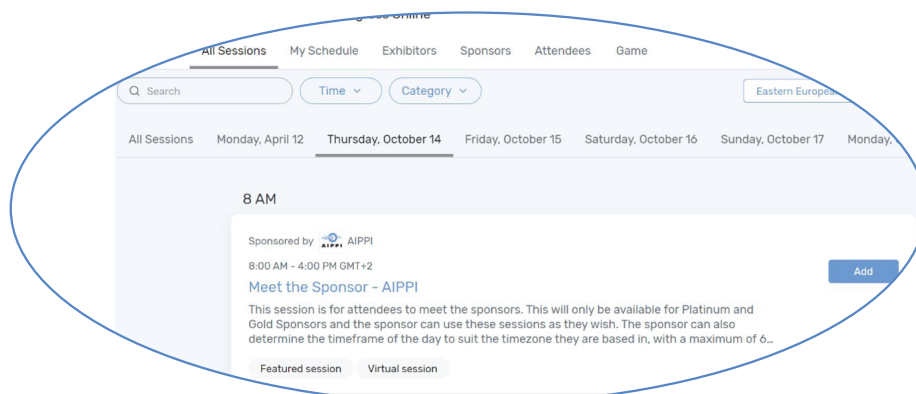 Online
All Sessions My Schedule Exhibitors Sponsors Attendees Game
Search Time Category Eastern
All Sessions Monday, April 12 Thursday, October 14 Friday, October 15 Saturday, October 16 Sunday, October 17 Monday,
8 AM
Sponsored by AIPPI AIPPI
8:00 AM - 4:00 PM GMT+2
Add
Meet the Sponsor - AIPPI
This session is for attendees to meet the sponsors. This will only be available for Platinum and
Gold Sponsors and the sponsor can use these sessions as they wish. The sponsor can also
determine the timeframe of the day to suit the timezone they are based in, with a maximum of 6...
Featured session Virtual session